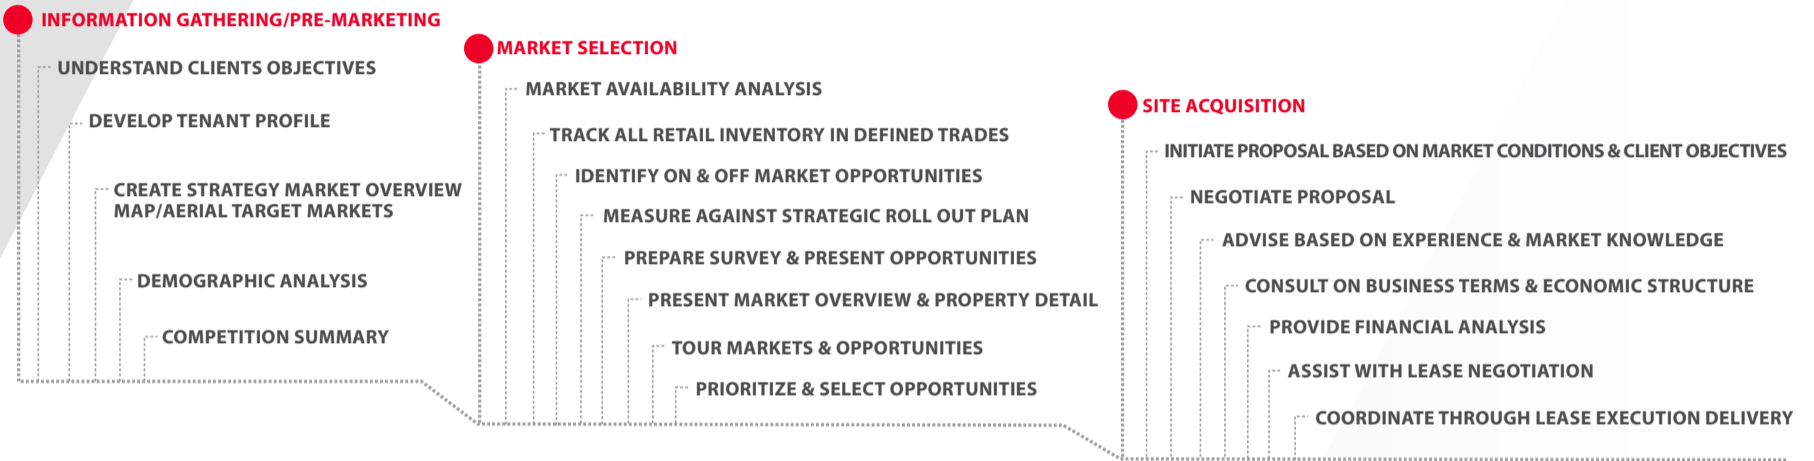 INFORMATION GATHERING/PRE-MARKETING
UNDERSTAND CLIENTS OBJECTIVES
DEVELOP TENANT PROFILE
CREATE STRATEGY MARKET OVERVIEW
MAP/AERIAL TARGET MARKETS
DEMOGRAPHIC ANALYSIS
COMPETITION SUMMARY
MARKET SELECTION
MARKET AVAILABILITY ANALYSIS
TRACK ALL RETAIL INVENTORY IN DEFINED TRADES
IDENTIFY ON & OFF MARKET OPPORTUNITIES
MEASURE AGAINST STRATEGIC ROLL OUT PLAN
PREPARE SURVEY & PRESENT OPPORTUNITIES
PRESENT MARKET OVERVIEW & PROPERTY DETAIL
TOUR MARKETS & OPPORTUNITIES
PRIORITIZE & SELECT OPPORTUNITIES
SITE ACQUISITION
INITIATE PROPOSAL BASED ON MARKET CONDITIONS & CLIENT OBJECTIVES
NEGOTIATE PROPOSAL
ADVISE BASED ON EXPERIENCE & MARKET KNOWLEDGE
CONSULT ON BUSINESS TERMS & ECONOMIC STRUCTURE
PROVIDE FINANCIAL ANALYSIS
ASSIST WITH LEASE NEGOTIATION
COORDINATE THROUGH LEASE EXECUTION DELIVERY